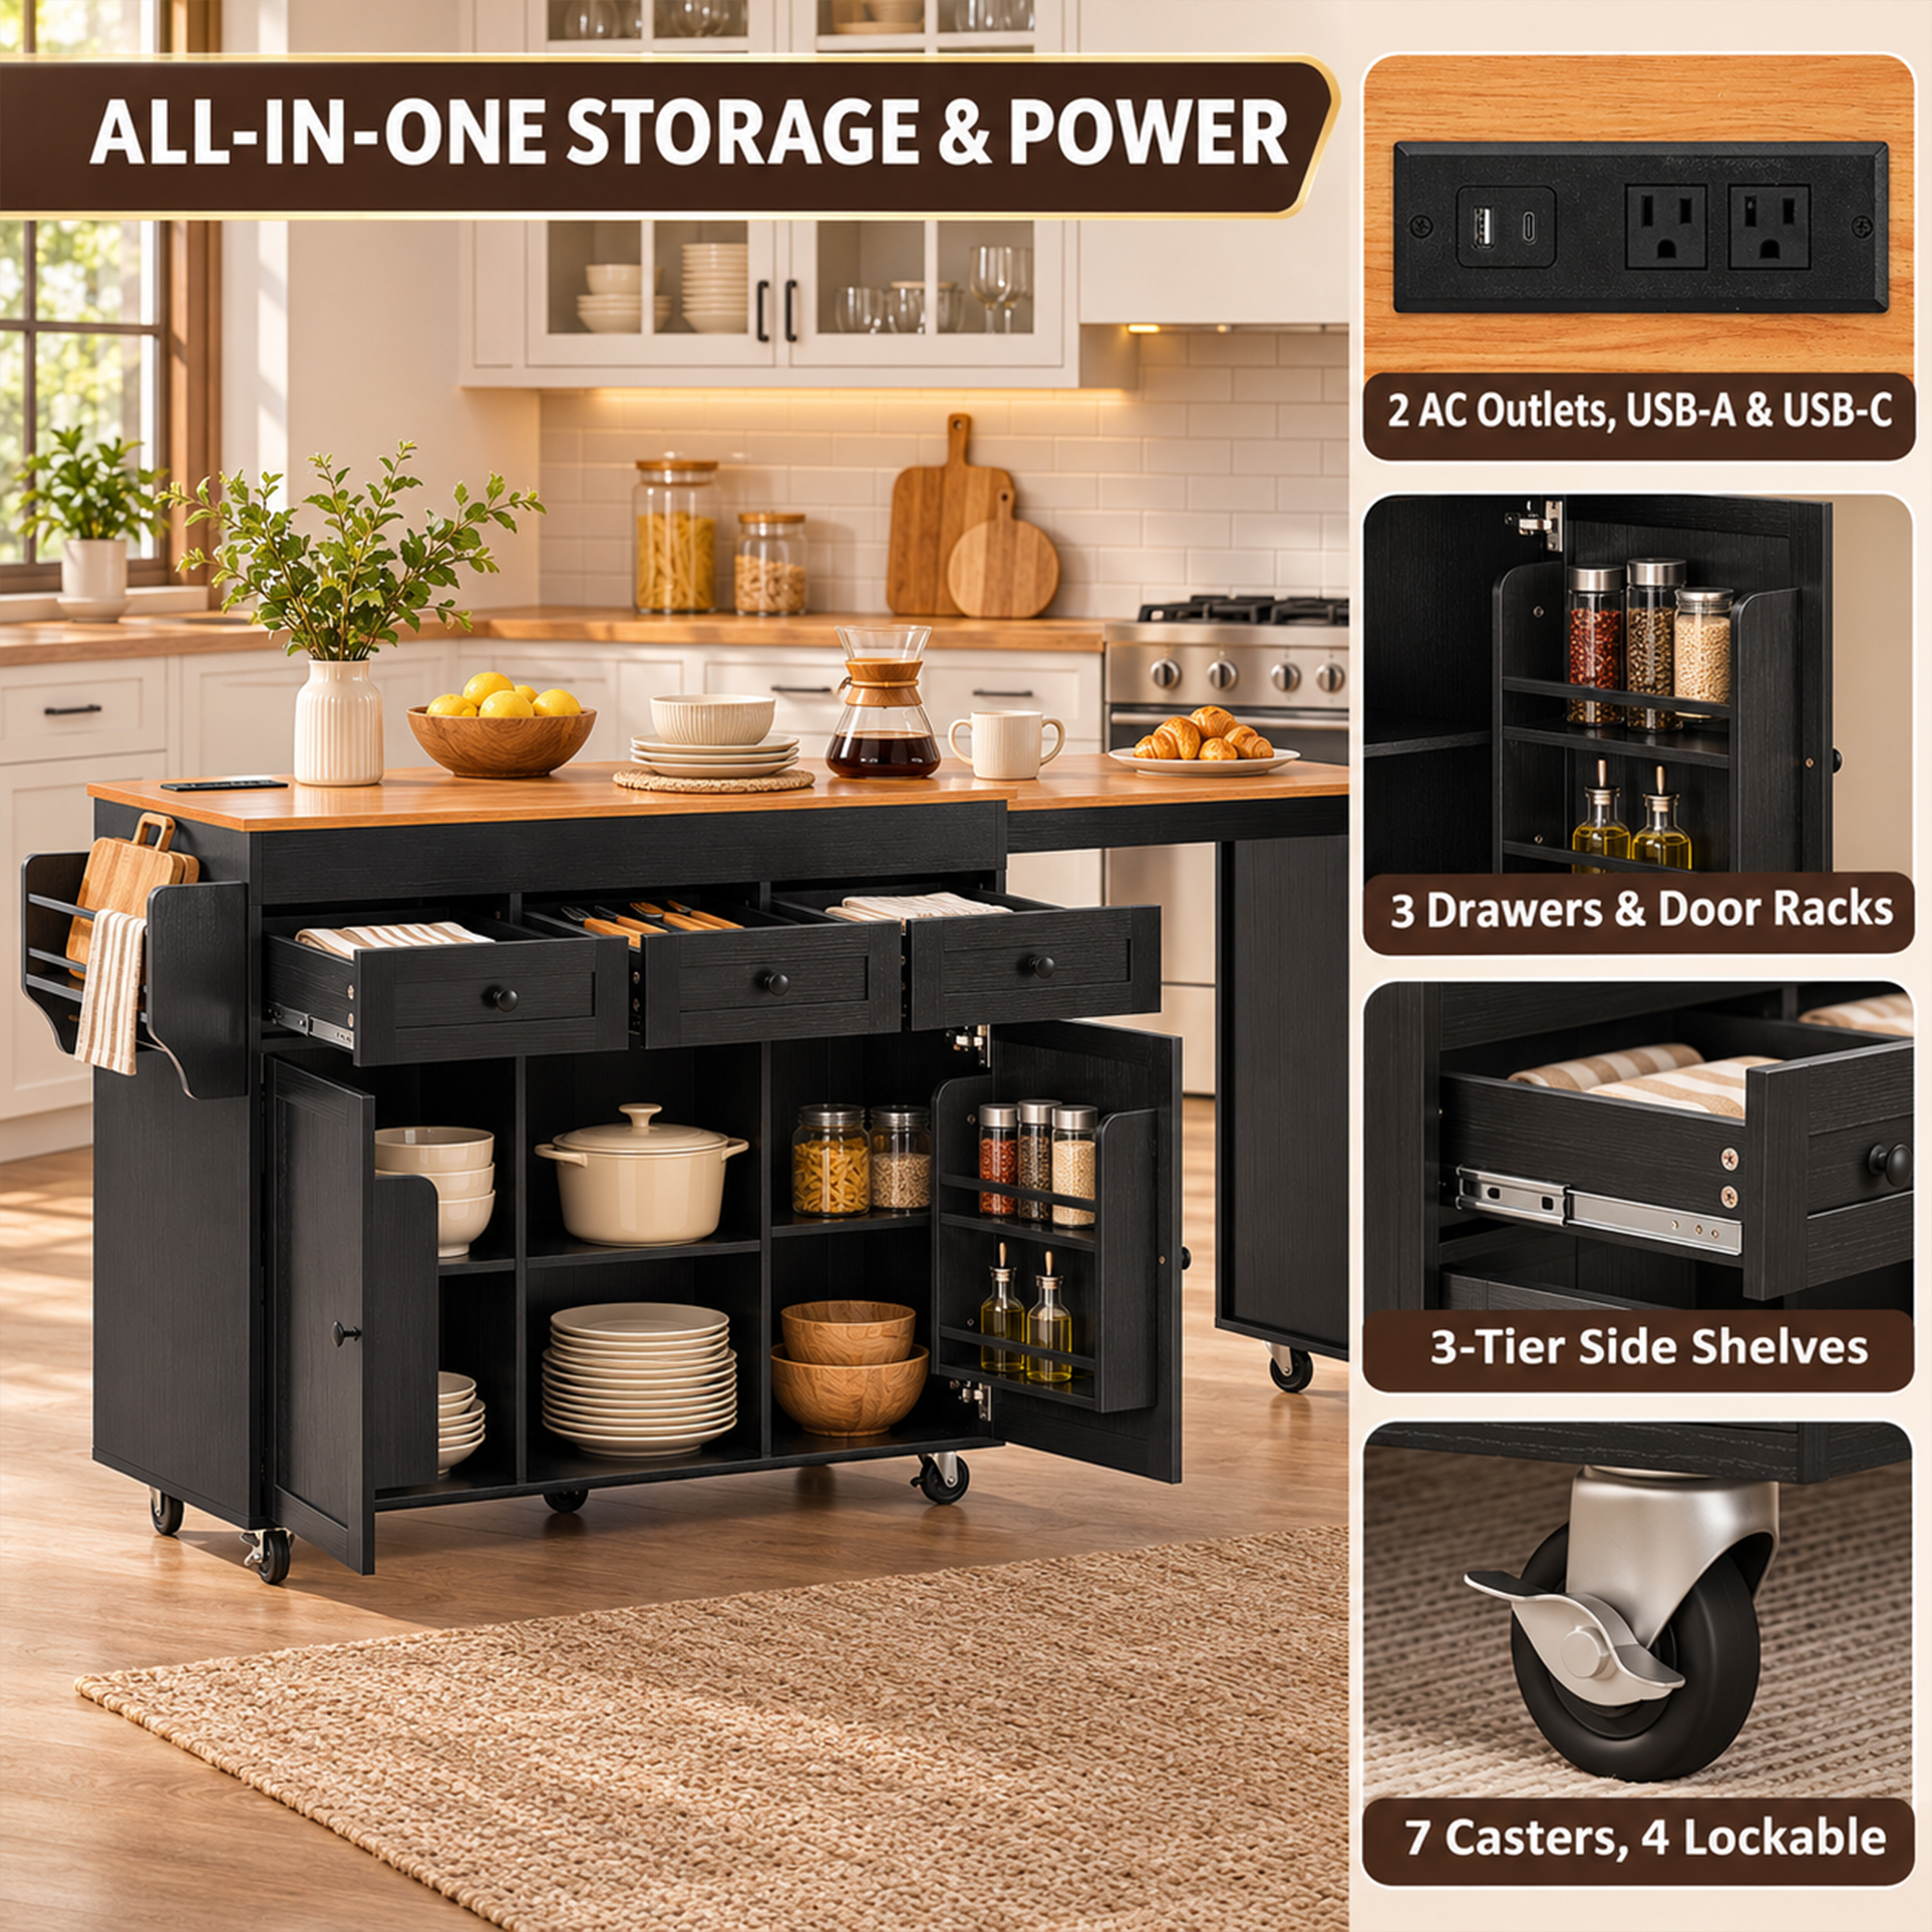 ALL-IN-ONE STORAGE & POWER
2 AC Outlets, USB-A & USB-C
3 Drawers & Door Racks
3-Tier Side Shelves
7 Casters, 4 Lockable